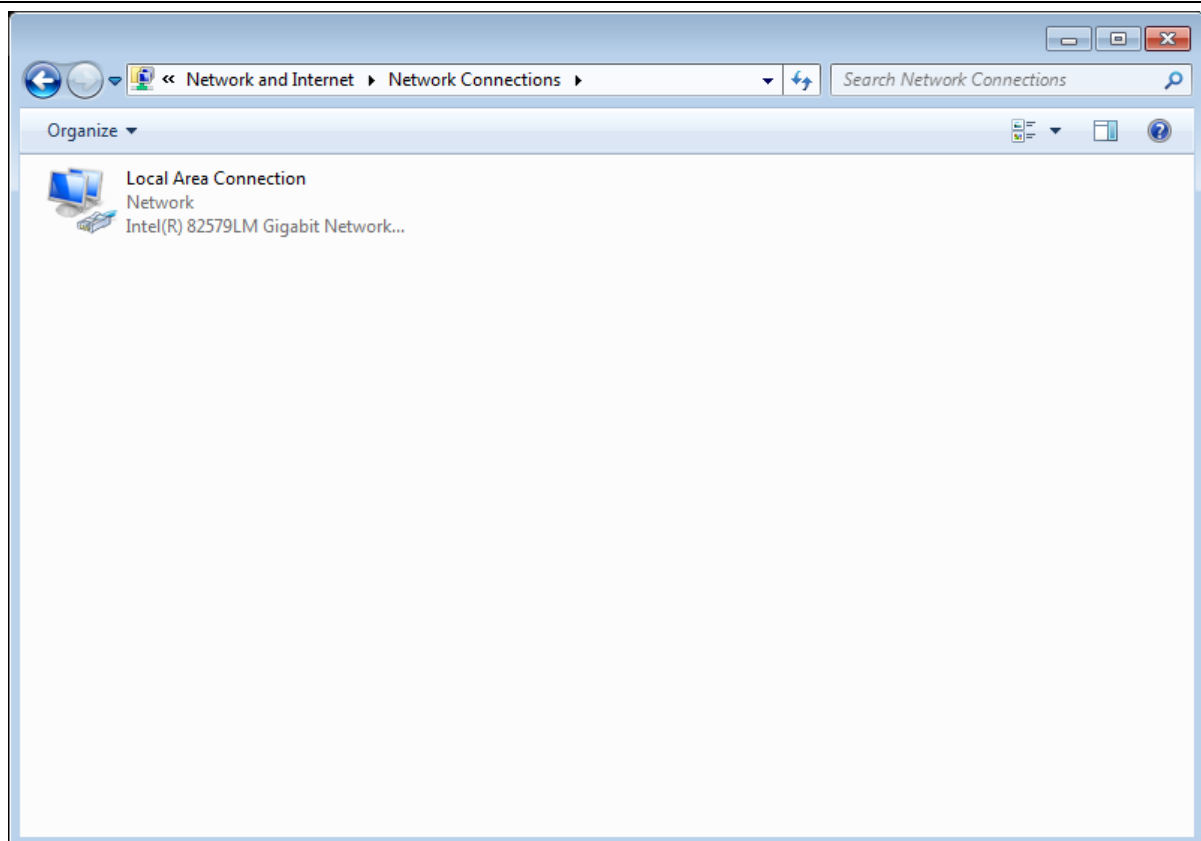 « Network and Internet ▸ Network Connections ▸
Search Network Connections
Organize
Local Area Connection
Network
Intel(R) 82579LM Gigabit Network...